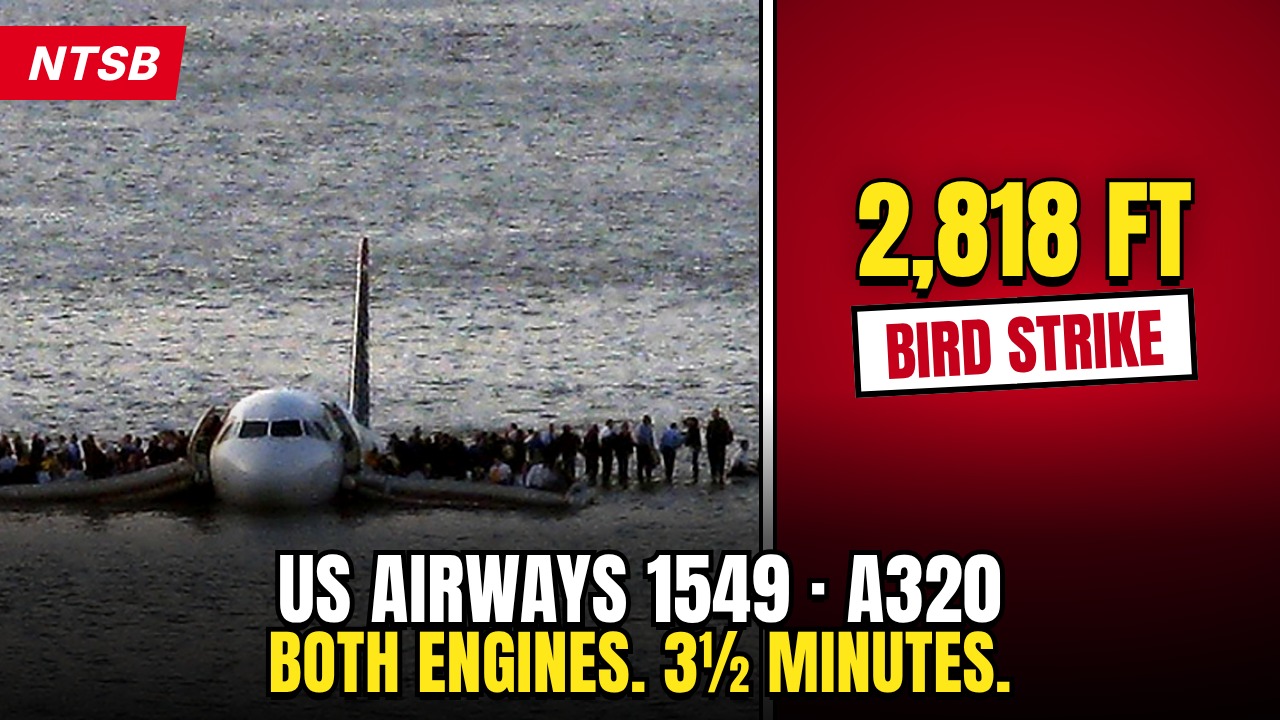 NTSB
2,818 FT
BIRD STRIKE
US AIRWAYS 1549 · A320
BOTH ENGINES. 3½ MINUTES.